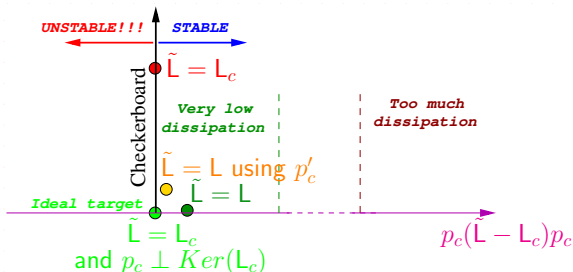 UNSTABLE!!! STABLE
L̃ = L_c
Checkerboard
Very low
dissipation
Too much
dissipation
L̃ = L using p'_c
L̃ = L
Ideal target
L̃ = L_c
and p_c ⊥ Ker(L_c)
p_c(L̃ − L_c)p_c